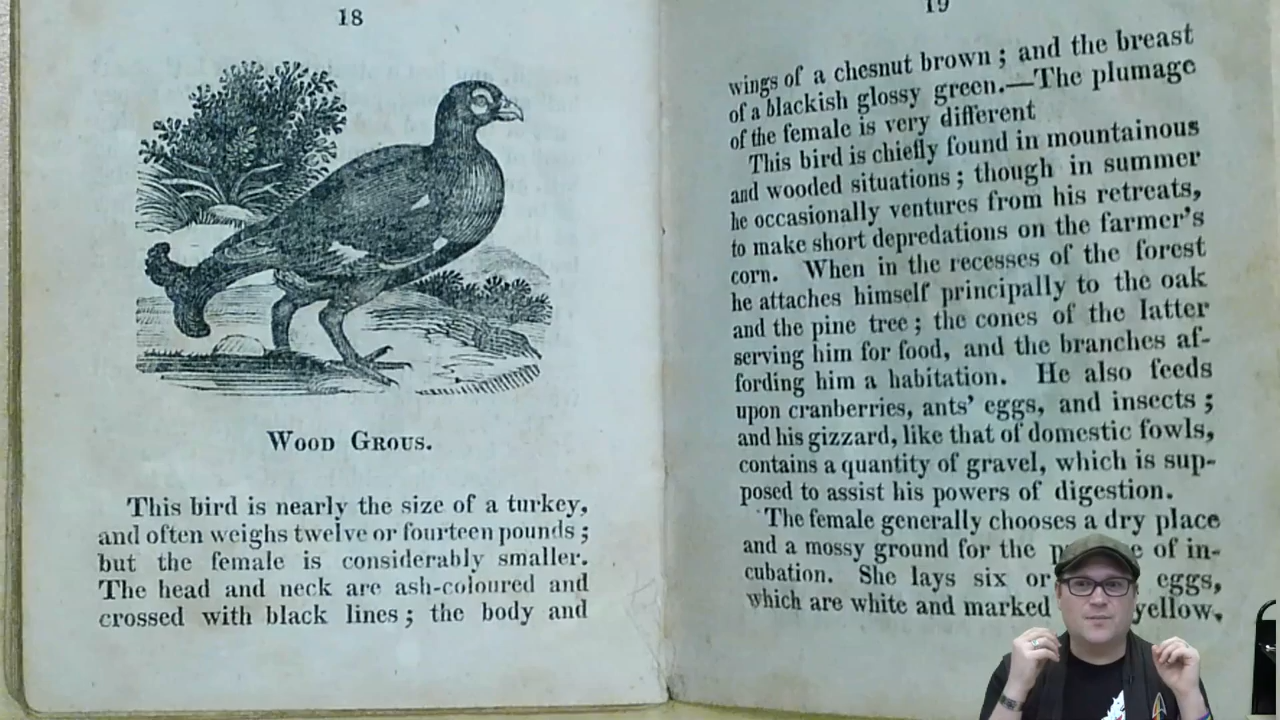 18
WOOD GROUS.
This bird is nearly the size of a turkey,
and often weighs twelve or fourteen pounds ;
but the female is considerably smaller.
The head and neck are ash-coloured and
crossed with black lines ; the body and
19
wings of a chesnut brown ; and the breast
of a blackish glossy green.—The plumage
of the female is very different
This bird is chiefly found in mountainous
and wooded situations ; though in summer
he occasionally ventures from his retreats,
to make short depredations on the farmer's
corn. When in the recesses of the forest
he attaches himself principally to the oak
and the pine tree ; the cones of the latter
serving him for food, and the branches af-
fording him a habitation. He also feeds
upon cranberries, ants' eggs, and insects ;
and his gizzard, like that of domestic fowls,
contains a quantity of gravel, which is sup-
posed to assist his powers of digestion.
The female generally chooses a dry place
and a mossy ground for the of in-
cubation. She lays six or eggs,
which are white and marked yellow,